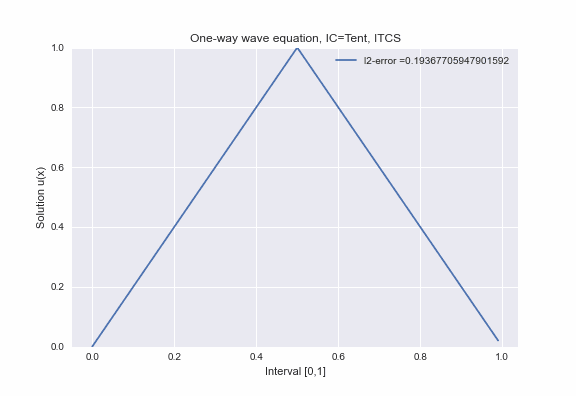 One-way wave equation, IC=Tent, ITCS
l2-error =0.19367705947901592
Solution u(x)
1.0
0.8
0.6
0.4
0.2
0.0
0.0 0.2 0.4 0.6 0.8 1.0
Interval [0,1]